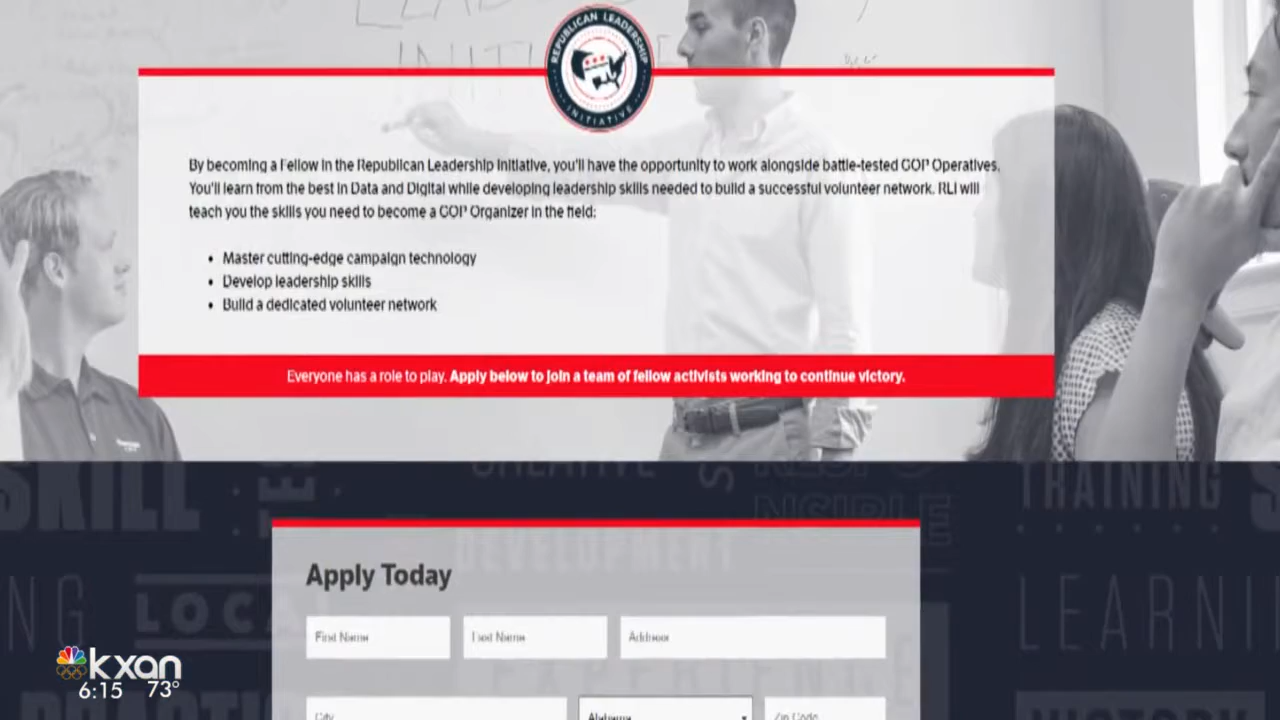 REPUBLICAN LEADERSHIP
INITIATIVE
By becoming a Fellow in the Republican Leadership Initiative, you'll have the opportunity to work alongside battle-tested GOP Operatives.
You'll learn from the best in Data and Digital while developing leadership skills needed to build a successful volunteer network. RLI will
teach you the skills you need to become a GOP Organizer in the field:
• Master cutting-edge campaign technology
• Develop leadership skills
• Build a dedicated volunteer network
Everyone has a role to play. Apply below to join a team of fellow activists working to continue victory.
SKILL
CREATIVE
TRAINING
DEVELOPMENT
LEARNI
Apply Today
First Name Last Name Address
City Alabama Zip Code
kxan
6:15 73°